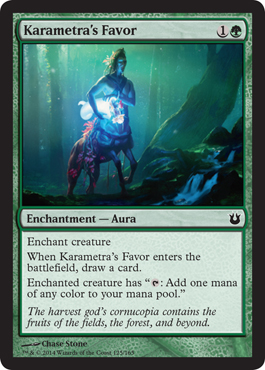 Karametra's Favor 1
Enchantment — Aura
Enchant creature
When Karametra's Favor enters the
battlefield, draw a card.
Enchanted creature has “T: Add one mana
of any color to your mana pool.”
The harvest god's cornucopia contains the
fruits of the fields, the forest, and beyond.
Chase Stone
™ & © 2014 Wizards of the Coast 125/165